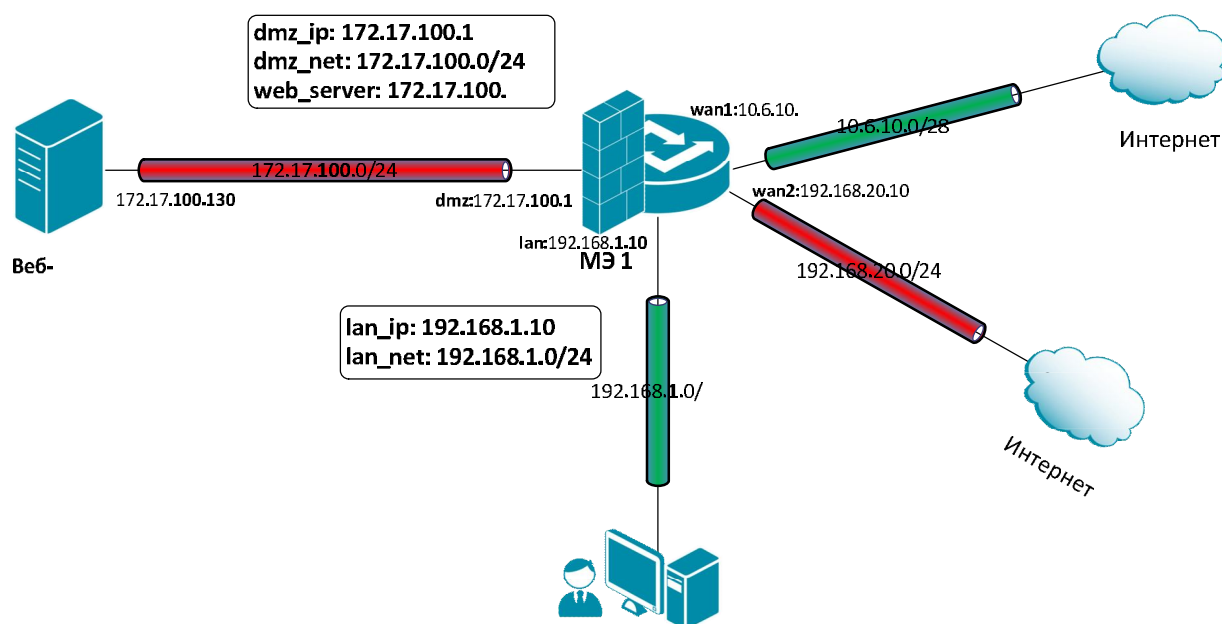 dmz_ip: 172.17.100.1
dmz_net: 172.17.100.0/24
web_server: 172.17.100.
wan1:10.6.10.
10.6.10.0/28
Интернет
172.17.100.0/24
172.17.100.130
dmz:172.17.100.1
wan2:192.168.20.10
lan:192.168.1.10
МЭ 1
Веб-
192.168.20.0/24
lan_ip: 192.168.1.10
lan_net: 192.168.1.0/24
192.168.1.0/
Интернет